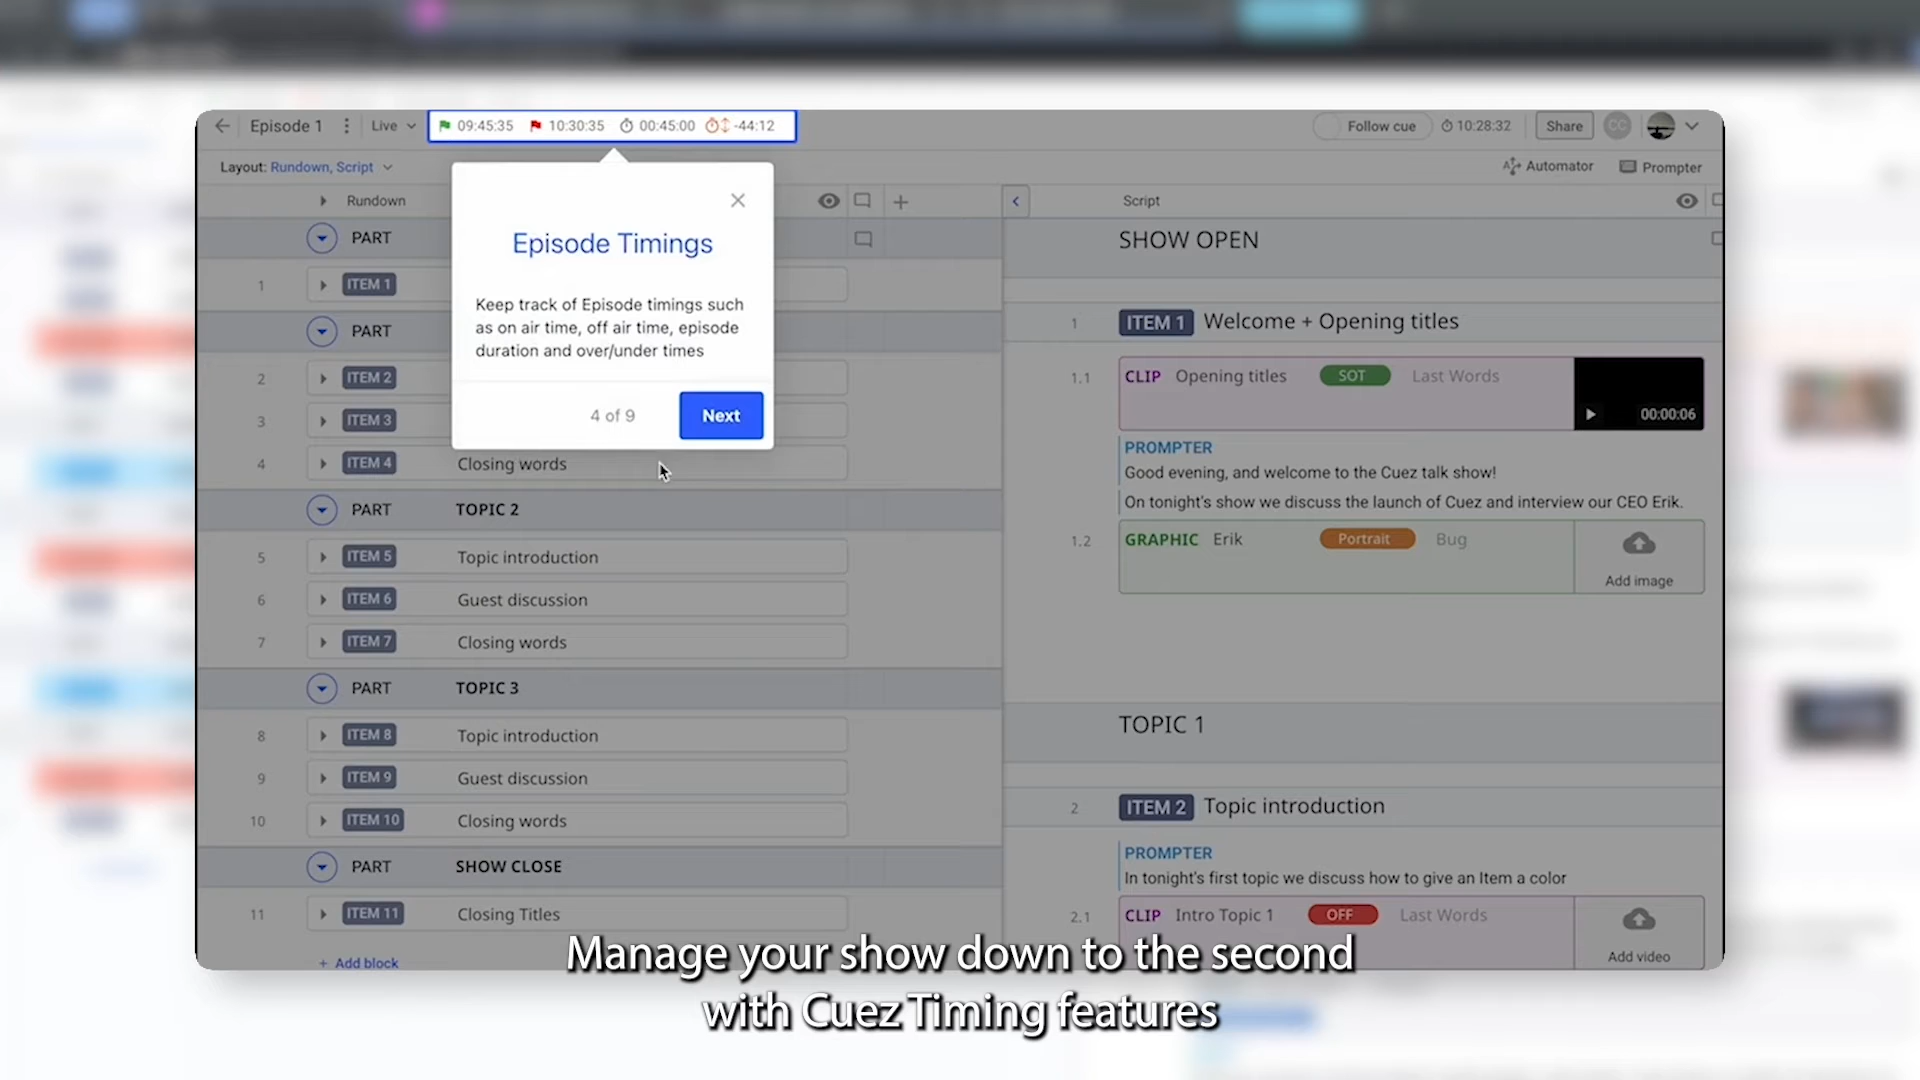 Episode 1
Live
09:45:35 10:30:35 00:45:00 -44:12
Follow cue
10:28:32
Share
CC
Layout: Rundown, Script
Automator
Prompter
Rundown
Script
PART
1 ITEM 1
PART
2 ITEM 2
3 ITEM 3
4 ITEM 4 Closing words
PART TOPIC 2
5 ITEM 5 Topic introduction
6 ITEM 6 Guest discussion
7 ITEM 7 Closing words
PART TOPIC 3
8 ITEM 8 Topic introduction
9 ITEM 9 Guest discussion
10 ITEM 10 Closing words
PART SHOW CLOSE
11 ITEM 11 Closing Titles
+ Add block
Episode Timings
Keep track of Episode timings such
as on air time, off air time, episode
duration and over/under times
4 of 9
Next
SHOW OPEN
1 ITEM 1 Welcome + Opening titles
1.1 CLIP Opening titles SOT Last Words
00:00:06
PROMPTER
Good evening, and welcome to the Cuez talk show!
On tonight's show we discuss the launch of Cuez and interview our CEO Erik.
1.2 GRAPHIC Erik Portrait Bug
Add image
TOPIC 1
2 ITEM 2 Topic introduction
PROMPTER
In tonight's first topic we discuss how to give an Item a color
2.1 CLIP Intro Topic 1 OFF Last Words
Add video
Manage your show down to the second
with Cuez Timing features